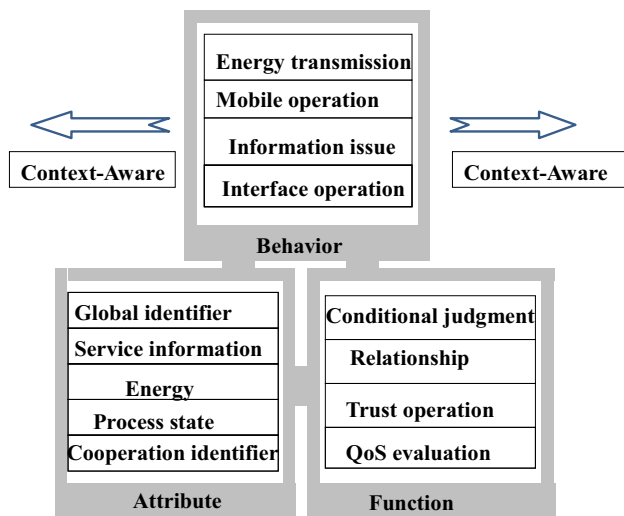 Energy transmission
Mobile operation
Information issue
Interface operation
Context-Aware
Context-Aware
Behavior
Global identifier
Service information
Energy
Process state
Cooperation identifier
Attribute
Conditional judgment
Relationship
Trust operation
QoS evaluation
Function